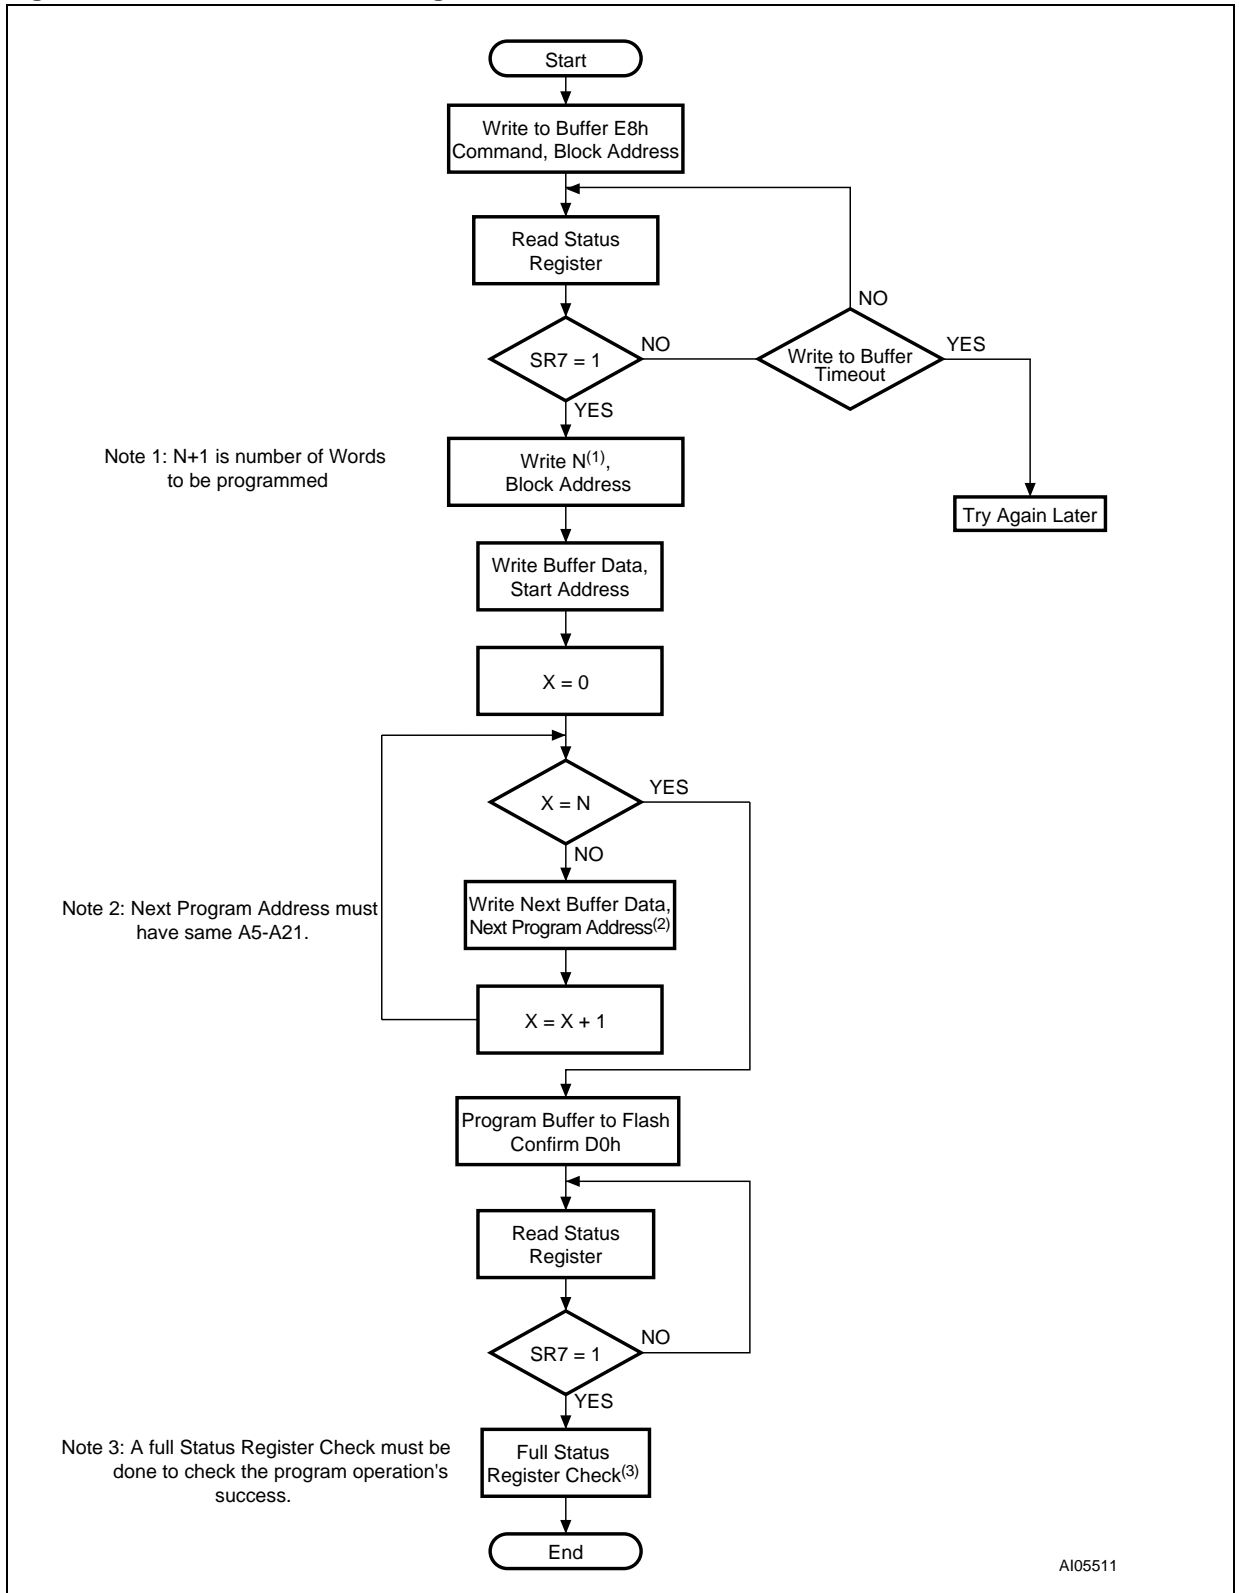 Start
Write to Buffer E8h
Command, Block Address
Read Status
Register
NO
SR7 = 1
NO
Write to Buffer
Timeout
YES
YES
Note 1: N+1 is number of Words
to be programmed
Write N(1),
Block Address
Try Again Later
Write Buffer Data,
Start Address
X = 0
X = N
YES
NO
Note 2: Next Program Address must
have same A5-A21.
Write Next Buffer Data,
Next Program Address(2)
X = X + 1
Program Buffer to Flash
Confirm D0h
Read Status
Register
SR7 = 1
NO
YES
Note 3: A full Status Register Check must be
done to check the program operation's
success.
Full Status
Register Check(3)
End
AI05511